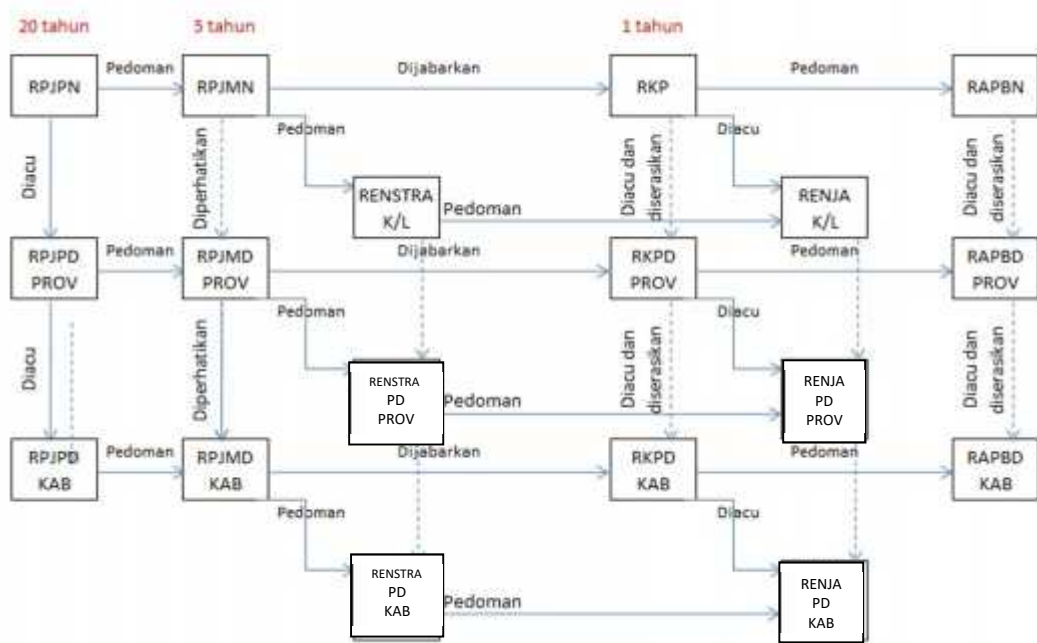 20 tahun
5 tahun
1 tahun
RPJPN
Pedoman
RPJMN
Dijabarkan
RKP
Pedoman
RAPBN
Diacu
Diperhatikan
Pedoman
Diacu dan
diserasikan
Diacu
Diacu dan
diserasikan
RENSTRA
K/L
Pedoman
RENJA
K/L
RPJPD
PROV
Pedoman
RPJMD
PROV
Dijabarkan
RKPD
PROV
Pedoman
RAPBD
PROV
Diacu
Diperhatikan
Pedoman
Diacu dan
diserasikan
Diacu
Diacu dan
diserasikan
RENSTRA
PD
PROV
Pedoman
RENJA
PD
PROV
RPJPD
KAB
Pedoman
RPJMD
KAB
Dijabarkan
RKPD
KAB
Pedoman
RAPBD
KAB
Pedoman
Diacu
RENSTRA
PD
KAB
Pedoman
RENJA
PD
KAB